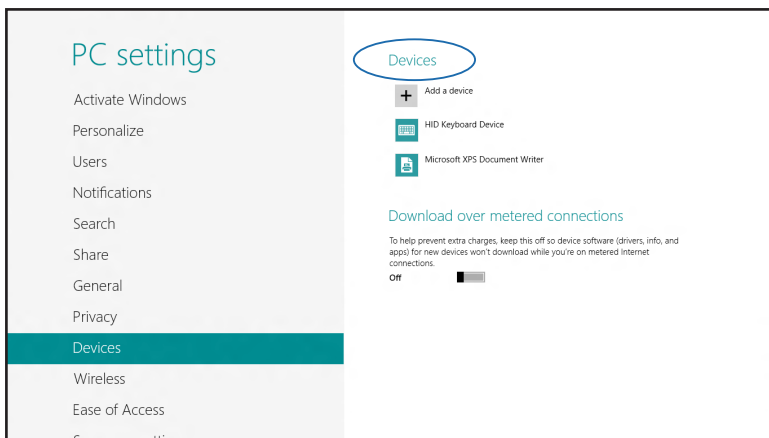 PC settings
Activate Windows
Personalize
Users
Notifications
Search
Share
General
Privacy
Devices
Wireless
Ease of Access
Devices
Add a device
HID Keyboard Device
Microsoft XPS Document Writer
Download over metered connections
To help prevent extra charges, keep this off so device software (drivers, info, and
apps) for new devices won't download while you're on metered Internet
connections.
Off